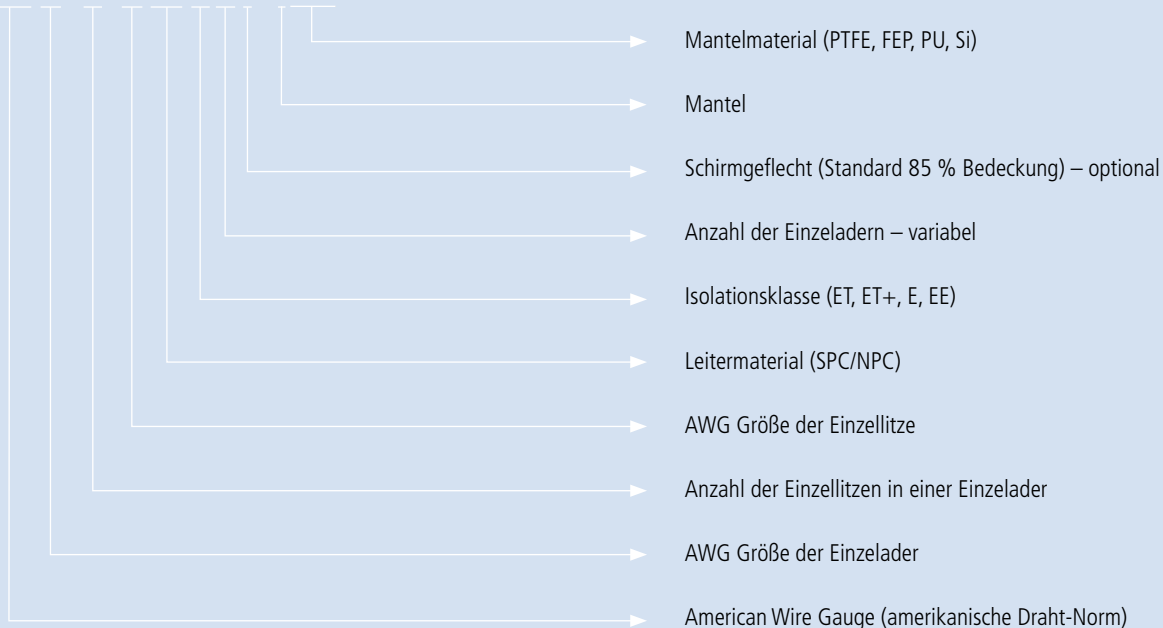 Mantelmaterial (PTFE, FEP, PU, Si)
Mantel
Schirmgeflecht (Standard 85 % Bedeckung) – optional
Anzahl der Einzeladern – variabel
Isolationsklasse (ET, ET+, E, EE)
Leitermaterial (SPC/NPC)
AWG Größe der Einzellitze
Anzahl der Einzellitzen in einer Einzelader
AWG Größe der Einzelader
American Wire Gauge (amerikanische Draht-Norm)